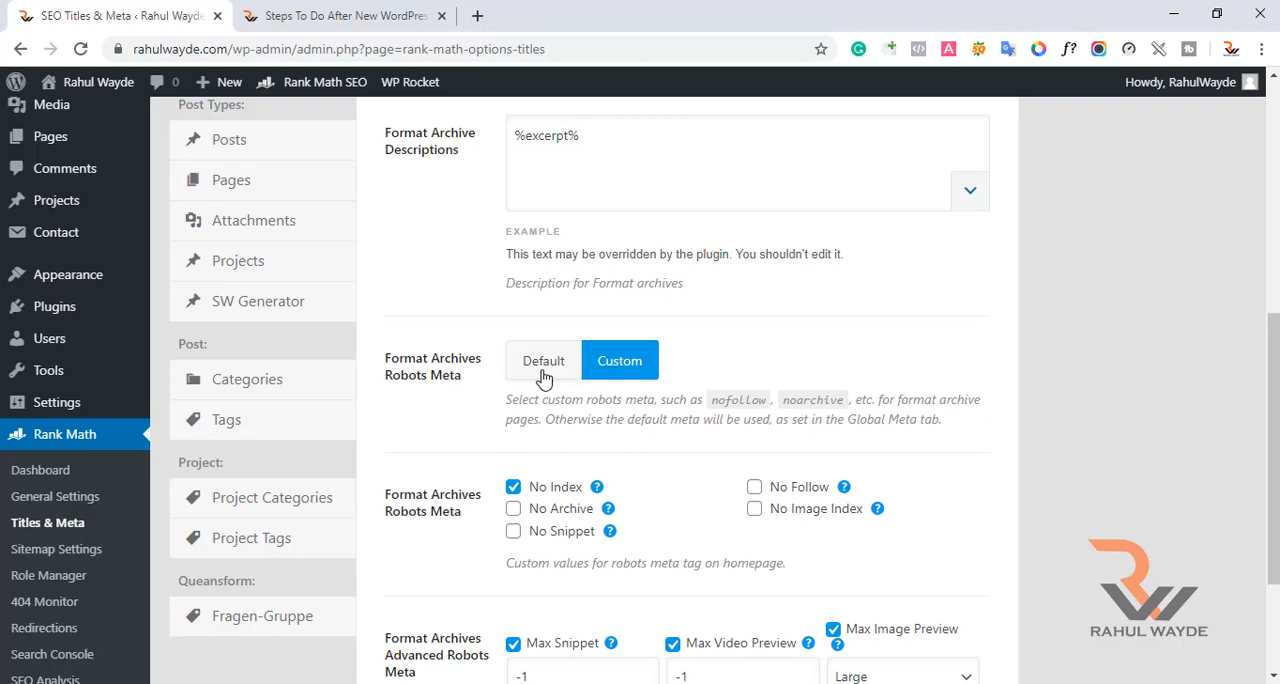 SEO Titles & Meta ‹ Rahul Wayde
Steps To Do After New WordPres
rahulwayde.com/wp-admin/admin.php?page=rank-math-options-titles
Rahul Wayde
0
New
Rank Math SEO
WP Rocket
Howdy, RahulWayde
Media
Pages
Comments
Projects
Contact
Appearance
Plugins
Users
Tools
Settings
Rank Math
Dashboard
General Settings
Titles & Meta
Sitemap Settings
Role Manager
404 Monitor
Redirections
Search Console
SEO Analysis
Post Types:
Posts
Pages
Attachments
Projects
SW Generator
Post:
Categories
Tags
Project:
Project Categories
Project Tags
Queansform:
Fragen-Gruppe
Format Archive
Descriptions
%excerpt%
EXAMPLE
This text may be overridden by the plugin. You shouldn't edit it.
Description for Format archives
Format Archives
Robots Meta
Default
Custom
Select custom robots meta, such as nofollow, noarchive, etc. for format archive
pages. Otherwise the default meta will be used, as set in the Global Meta tab.
Format Archives
Robots Meta
No Index
No Follow
No Archive
No Image Index
No Snippet
Custom values for robots meta tag on homepage.
Format Archives
Advanced Robots
Meta
Max Snippet
Max Video Preview
Max Image Preview
-1
-1
Large
RAHUL WAYDE